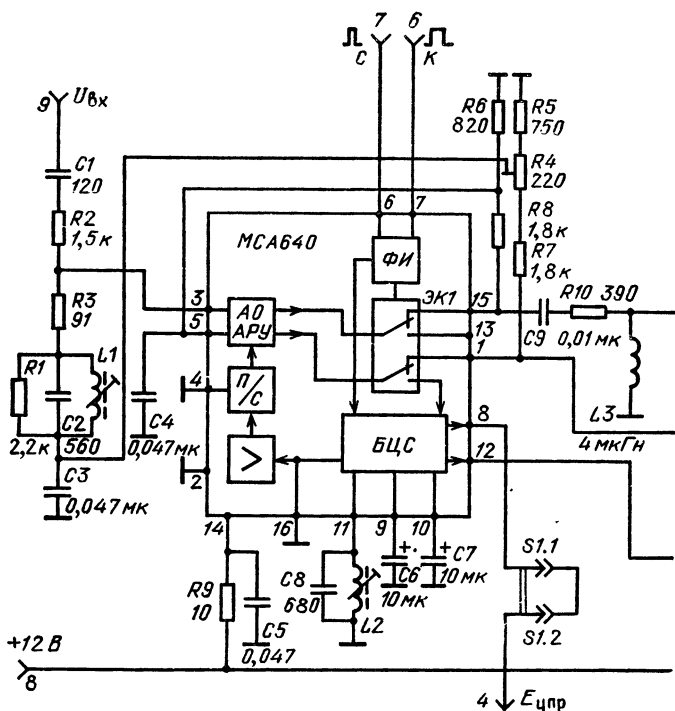 7 6
С К
9 Uвх
C1
120
R2
1,5к
R3
91
R1
2,2к
L1
C2
560
C3
0,047мк
C4
0,047мк
R6
820
R5
750
R4
220
R8
1,8к
R7
1,8к
6 7
МСА640
ФИ
ЭК1
3
5
4
2
АО
АРУ
П/С
>
БЦС
15
13
1
8
12
C9
0,01мк
R10 390
L3
4мкГн
14 16 11 9 10
R9
10
C5
0,047
C8
680
L2
+
C6
10мк
+
C7
10мк
S1.1
S1.2
+12В
8
4 Eупр